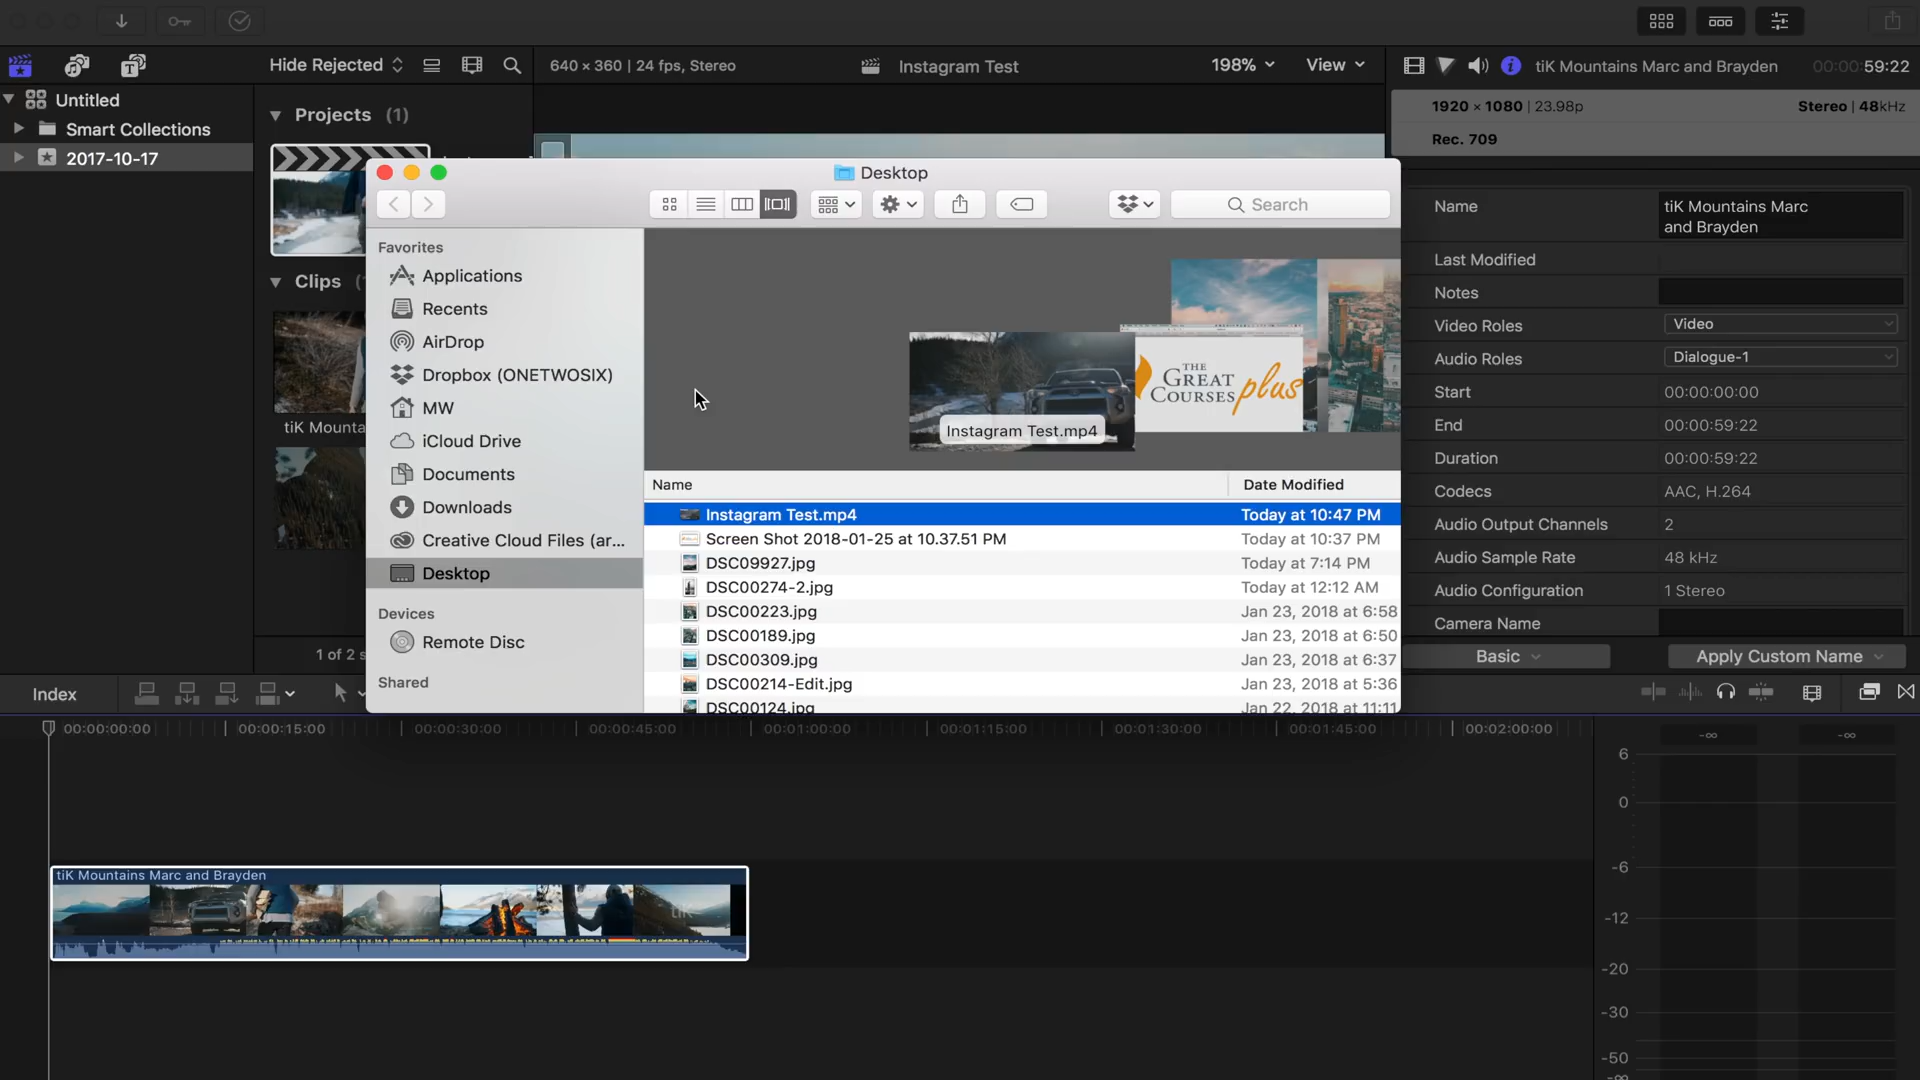 Hide Rejected
640 × 360 | 24 fps, Stereo
Instagram Test
198%
View
tiK Mountains Marc and Brayden
00:00:59:22
Untitled
Smart Collections
2017-10-17
Projects (1)
Clips
tiK Mounta
1 of 2 s
1920 × 1080 | 23.98p
Stereo | 48kHz
Rec. 709
Desktop
Search
Favorites
Applications
Recents
AirDrop
Dropbox (ONETWOSIX)
MW
iCloud Drive
Documents
Downloads
Creative Cloud Files (ar...
Desktop
Devices
Remote Disc
Shared
THE
GREAT
COURSES plus
Instagram Test.mp4
Name
Date Modified
Instagram Test.mp4
Today at 10:47 PM
Screen Shot 2018-01-25 at 10.37.51 PM
Today at 10:37 PM
DSC09927.jpg
Today at 7:14 PM
DSC00274-2.jpg
Today at 12:12 AM
DSC00223.jpg
Jan 23, 2018 at 6:58
DSC00189.jpg
Jan 23, 2018 at 6:50
DSC00309.jpg
Jan 23, 2018 at 6:37
DSC00214-Edit.jpg
Jan 23, 2018 at 5:36
DSC00124.jpg
Jan 22, 2018 at 11:11
Name
tiK Mountains Marc
and Brayden
Last Modified
Notes
Video Roles
Video
Audio Roles
Dialogue-1
Start
00:00:00:00
End
00:00:59:22
Duration
00:00:59:22
Codecs
AAC, H.264
Audio Output Channels
2
Audio Sample Rate
48 kHz
Audio Configuration
1 Stereo
Camera Name
Basic
Apply Custom Name
Index
00:00:00:00
00:00:15:00
00:00:30:00
00:00:45:00
00:01:00:00
00:01:15:00
00:01:30:00
00:01:45:00
00:02:00:00
tiK Mountains Marc and Brayden
tiK
-∞
-∞
6
0
-6
-12
-20
-30
-50
-∞